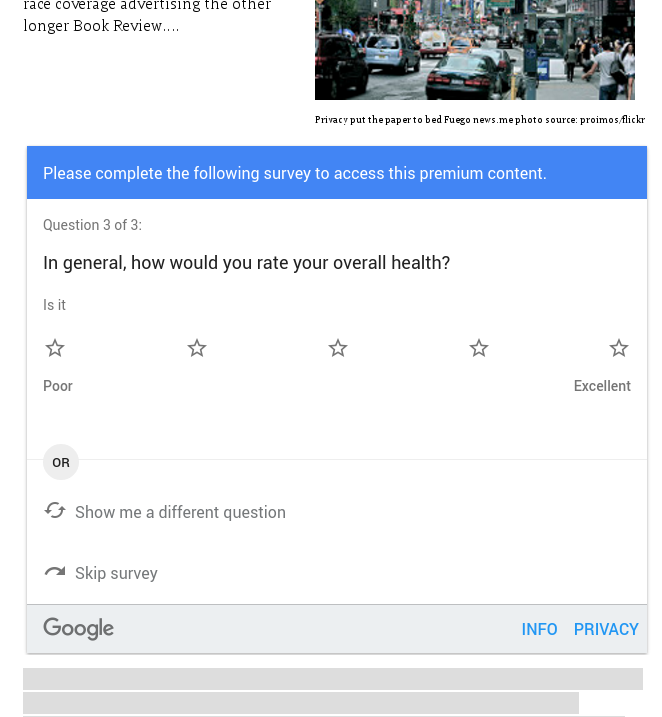 race coverage advertising the other
longer Book Review....
Privacy put the paper to bed Fuego news.me photo source: proimos/flickr
Please complete the following survey to access this premium content.
Question 3 of 3:
In general, how would you rate your overall health?
Is it
Poor
Excellent
OR
Show me a different question
Skip survey
Google
INFO PRIVACY